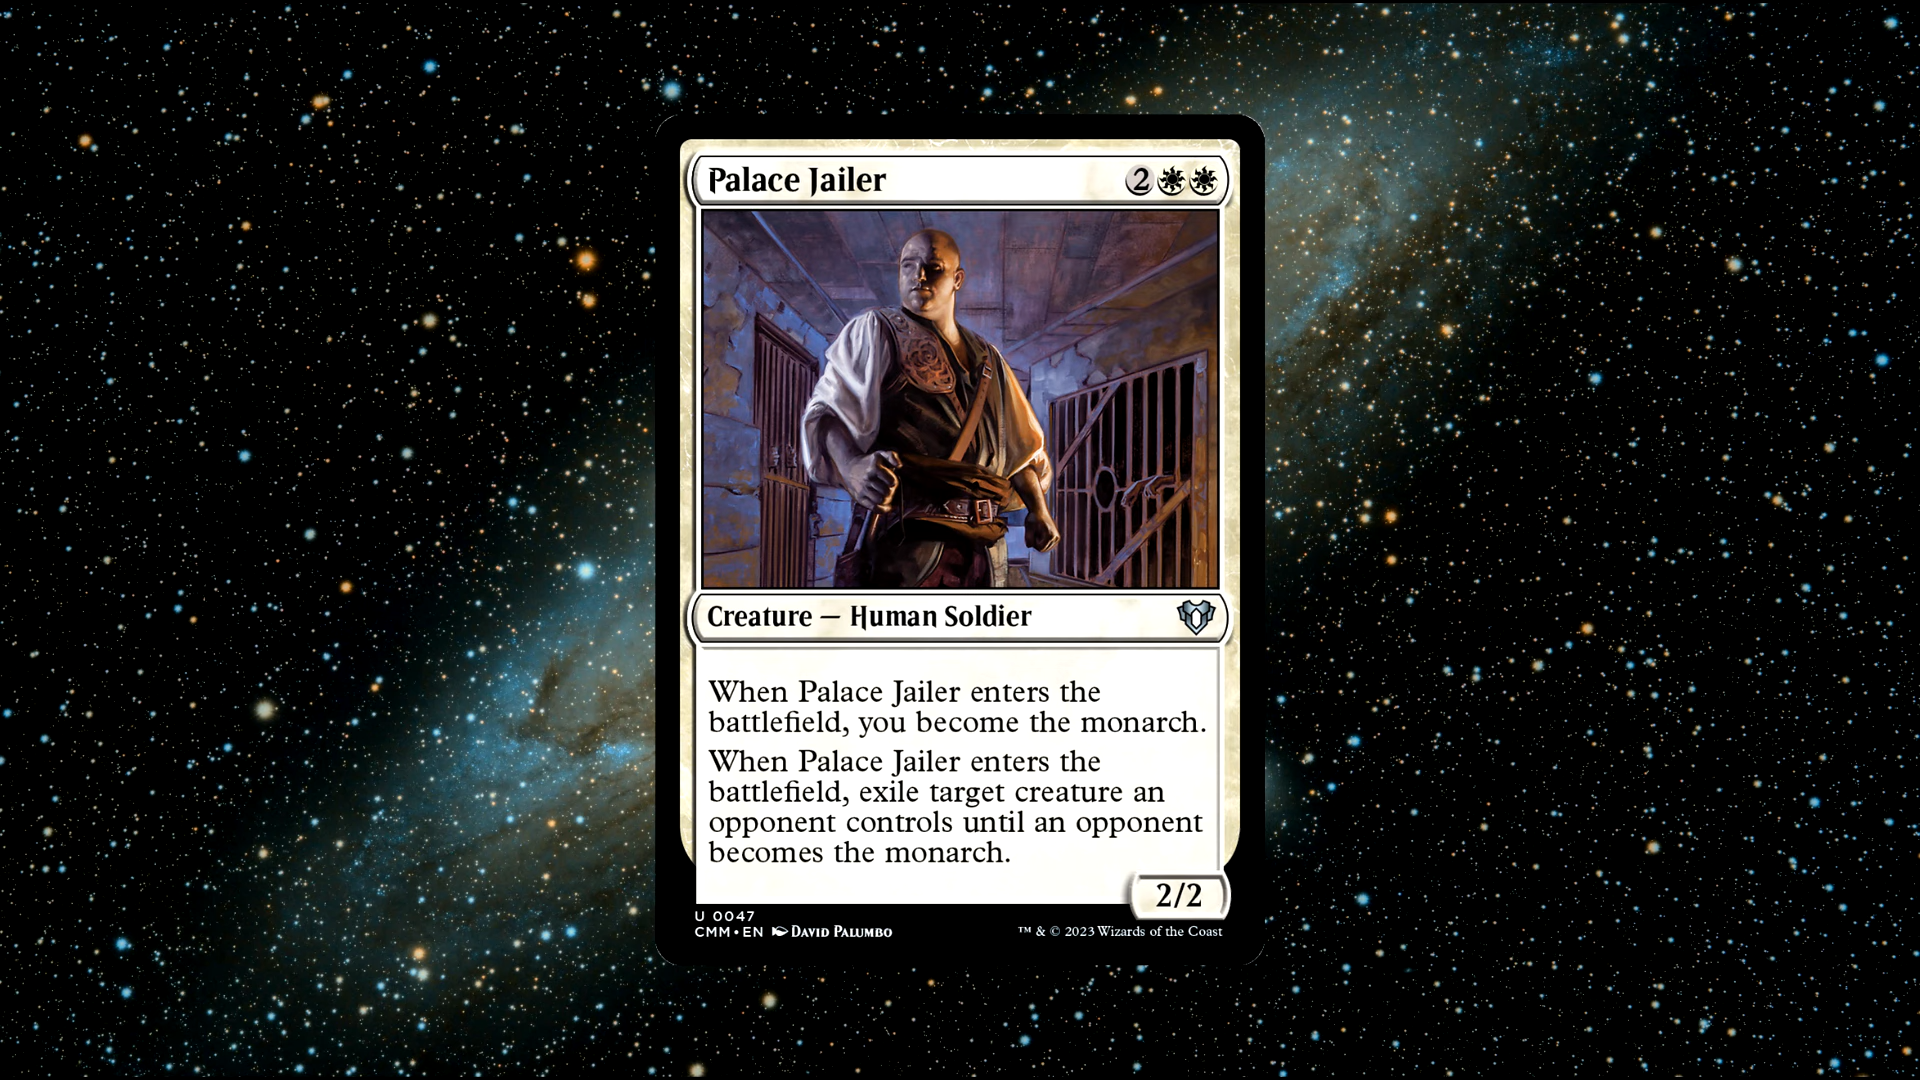 Palace Jailer 2
Creature — Human Soldier
When Palace Jailer enters the
battlefield, you become the monarch.
When Palace Jailer enters the
battlefield, exile target creature an
opponent controls until an opponent
becomes the monarch.
2/2
U 0047
CMM • EN David Palumbo ™ & © 2023 Wizards of the Coast